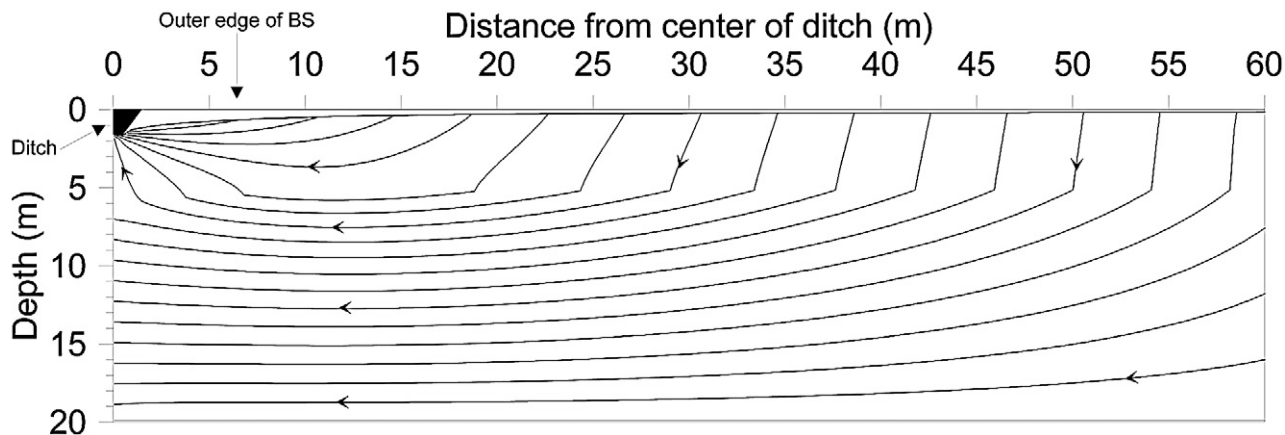 Outer edge of BS
Distance from center of ditch (m)
0 5 10 15 20 25 30 35 40 45 50 55 60
Ditch
Depth (m)
0
5
10
15
20